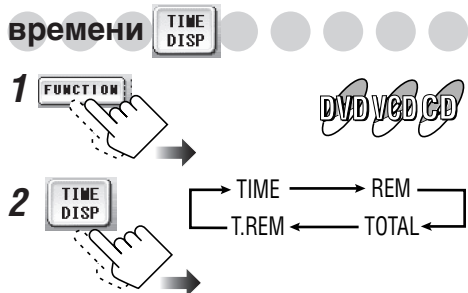 времени TIME DISP
1 FUNCTION
DVD VCD CD
2 TIME DISP
TIME REM
T.REM TOTAL